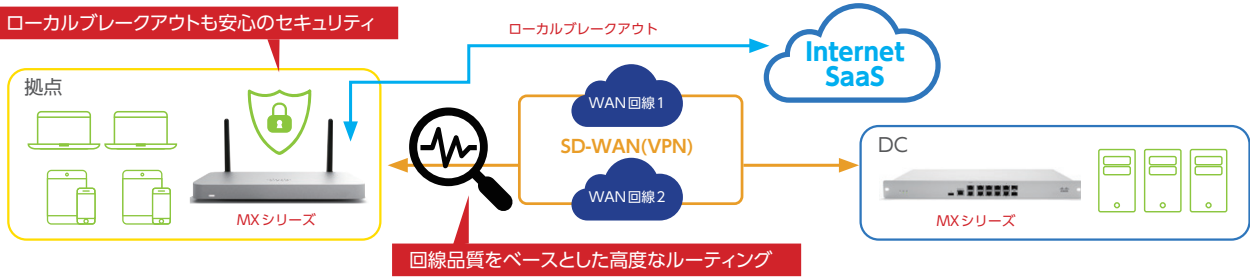 ローカルブレークアウトも安心のセキュリティ
ローカルブレークアウト
Internet
SaaS
拠点
WAN回線1
SD-WAN(VPN)
WAN回線2
MXシリーズ
DC
MXシリーズ
回線品質をベースとした高度なルーティング